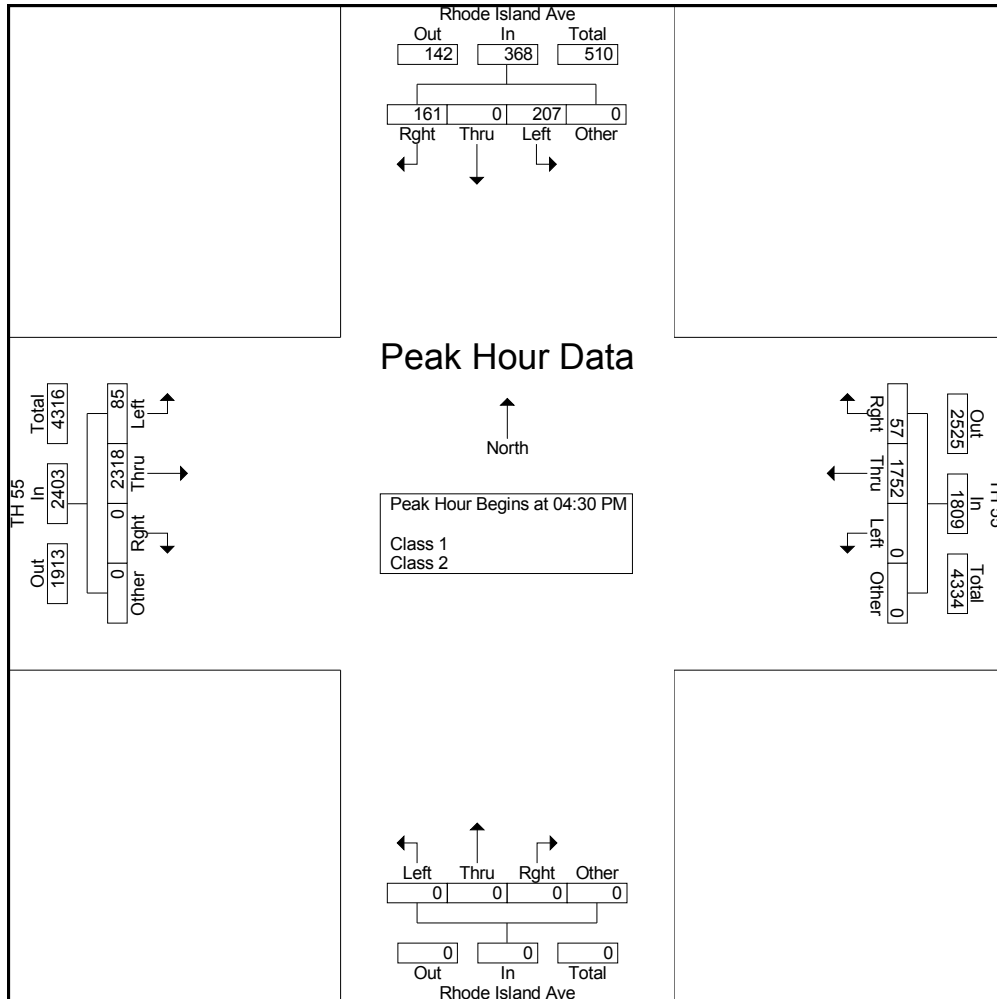 Rhode Island Ave
Out In Total
142 368 510
161 0 207 0
Rght Thru Left Other
Peak Hour Data
North
Peak Hour Begins at 04:30 PM
Class 1
Class 2
TH 55
Out In Total
1913 2403 4316
85 2318 0 0
Left Thru Rght Other
Out In Total
2525 1809 4334
Rght Thru Left Other
57 1752 0 0
Left Thru Rght Other
0 0 0 0
0 0 0
Out In Total
Rhode Island Ave